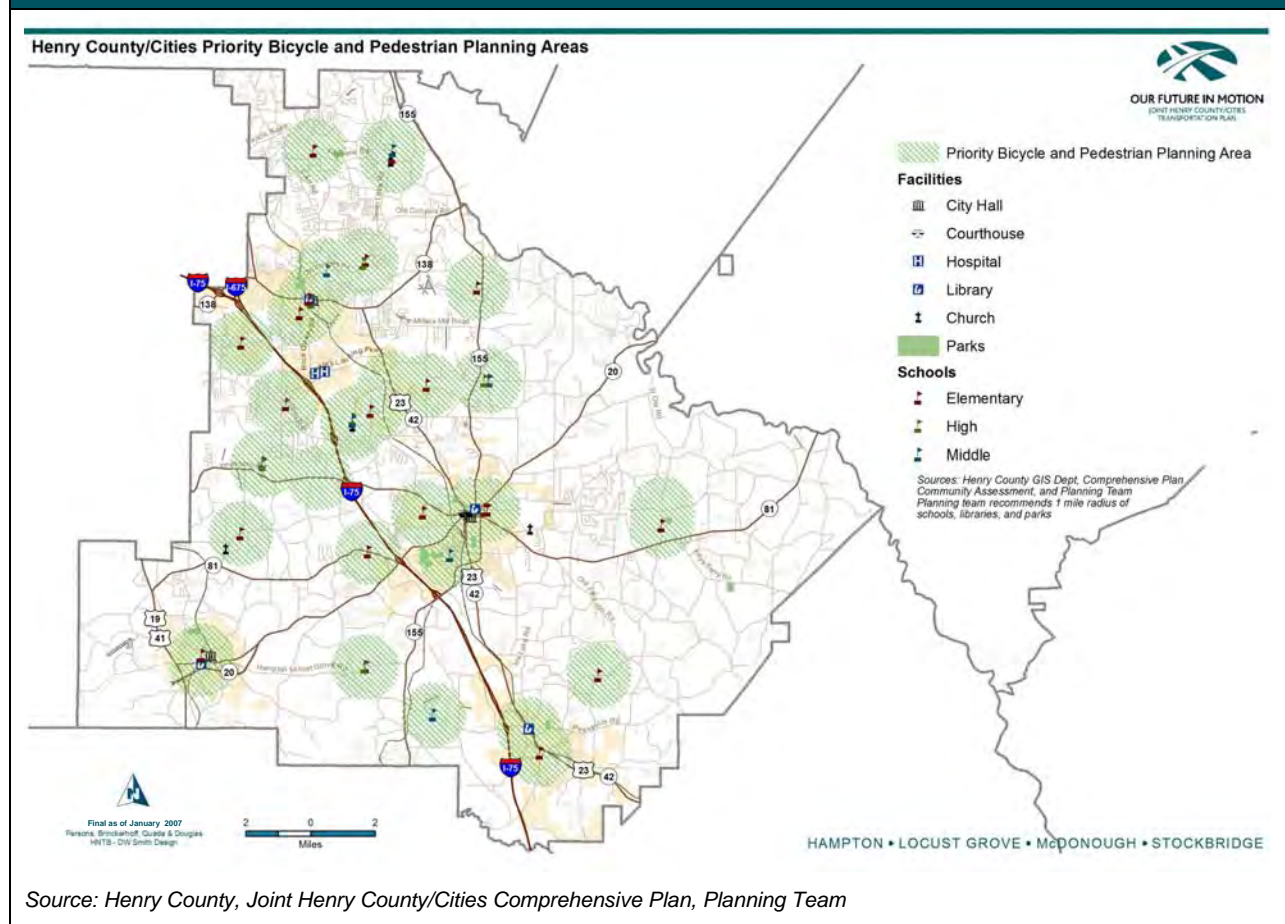 Henry County/Cities Priority Bicycle and Pedestrian Planning Areas
OUR FUTURE IN MOTION
JOINT HENRY COUNTY/CITIES
TRANSPORTATION PLAN
Priority Bicycle and Pedestrian Planning Area
Facilities
City Hall
Courthouse
Hospital
Library
Church
Parks
Schools
Elementary
High
Middle
Sources: Henry County GIS Dept, Comprehensive Plan
Community Assessment, and Planning Team
Planning team recommends 1 mile radius of
schools, libraries, and parks
155
Old Conyers Rd
138
I-75
I-675
138
Millers Mill Road
155
20
23
42
I-75
81
81
23
42
19
41
155
20
I-75
23
42
Final as of January 2007
Parsons, Brinckerhoff, Quade & Douglas
HNTB - DW Smith Design
2 0 2
Miles
HAMPTON • LOCUST GROVE • McDONOUGH • STOCKBRIDGE
Source: Henry County, Joint Henry County/Cities Comprehensive Plan, Planning Team